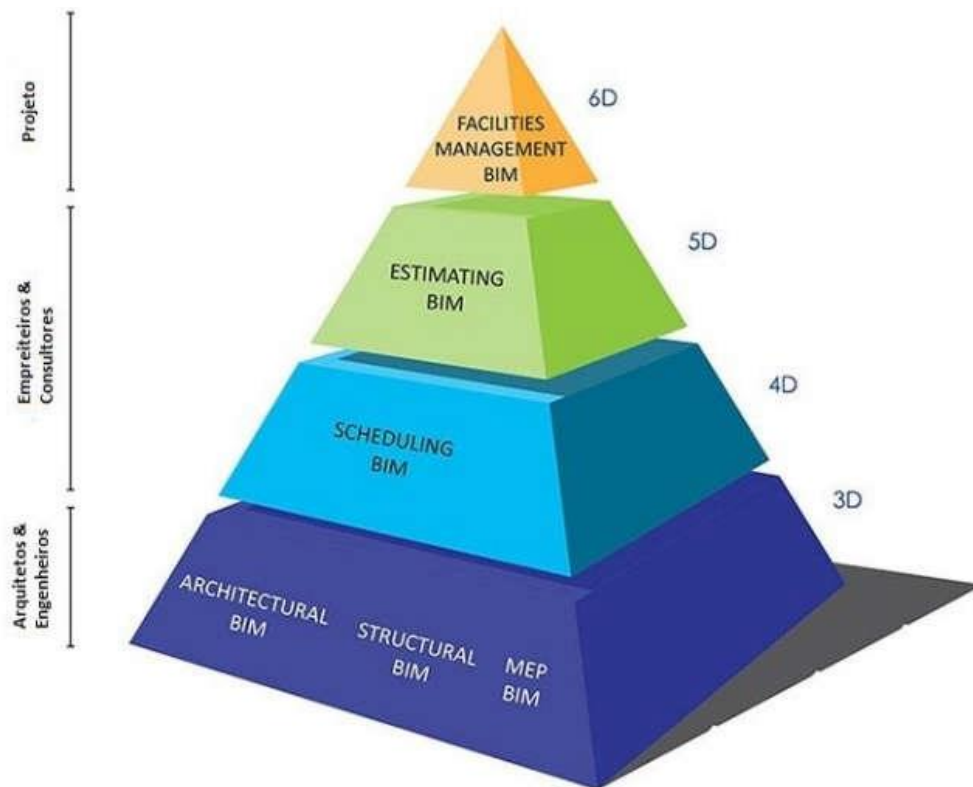 Projeto
6D
FACILITIES
MANAGEMENT
BIM
Empreiteiros &
Consultores
5D
ESTIMATING
BIM
4D
SCHEDULING
BIM
Arquitetos &
Engenheiros
3D
ARCHITECTURAL
BIM
STRUCTURAL
BIM
MEP
BIM